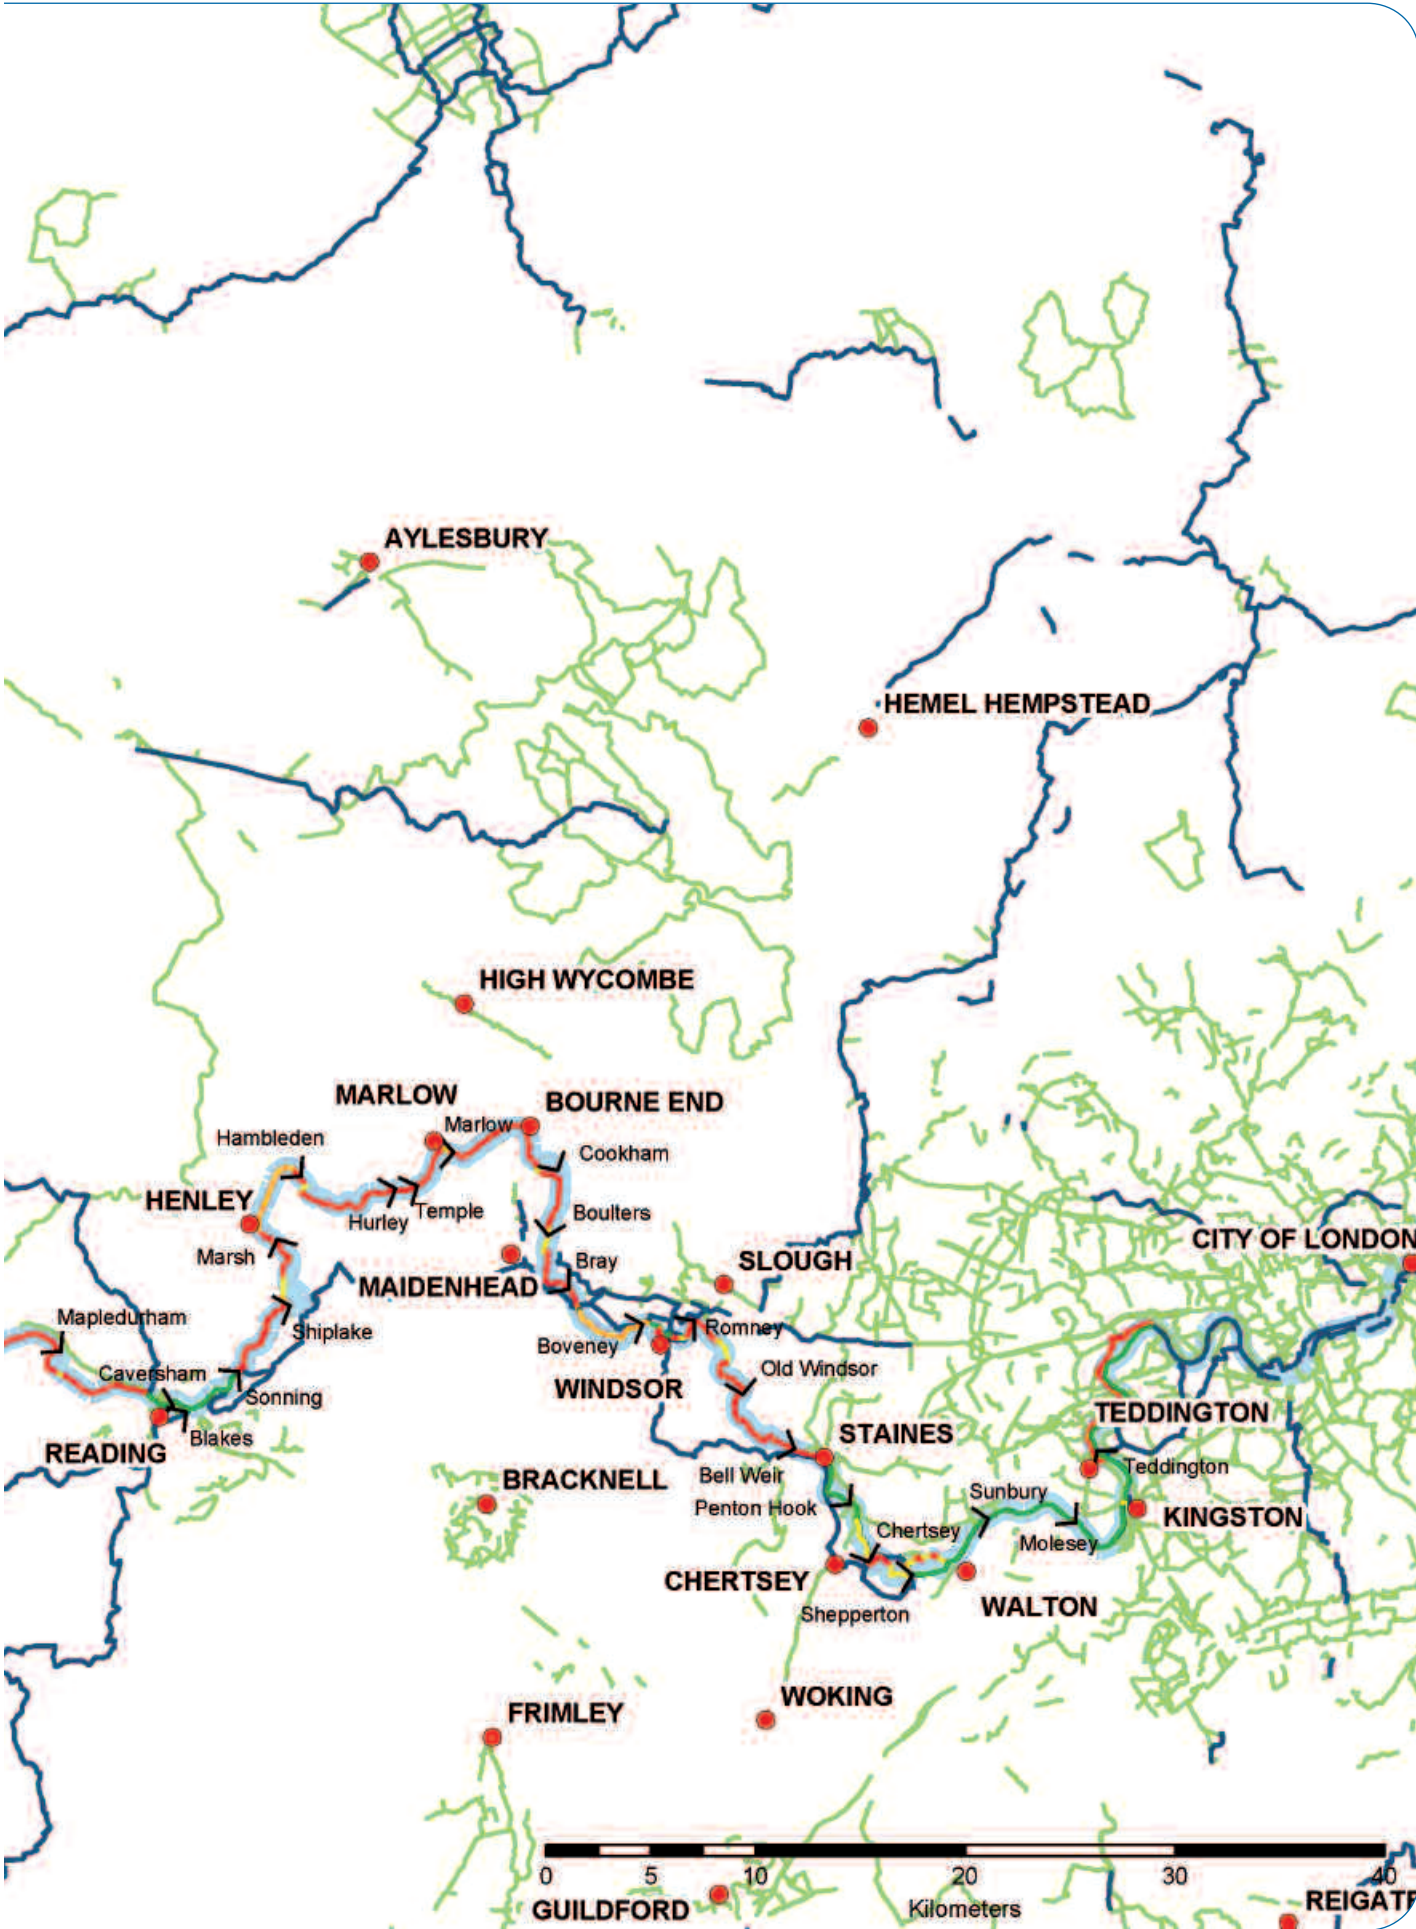 AYLESBURY
HEMEL HEMPSTEAD
HIGH WYCOMBE
MARLOW
BOURNE END
Marlow
Hambleden
Cookham
HENLEY
Hurley
Temple
Boulters
Marsh
CITY OF LONDON
Bray
SLOUGH
MAIDENHEAD
Mapledurham
Shiplake
Romney
Boveney
Caversham
Old Windsor
WINDSOR
Sonning
TEDDINGTON
Blakes
STAINES
READING
Bell Weir
Teddington
BRACKNELL
Sunbury
Penton Hook
KINGSTON
Chertsey
Molesey
CHERTSEY
WALTON
Shepperton
WOKING
FRIMLEY
0 5 10 20 30 40
GUILDFORD
Kilometers
REIGAT